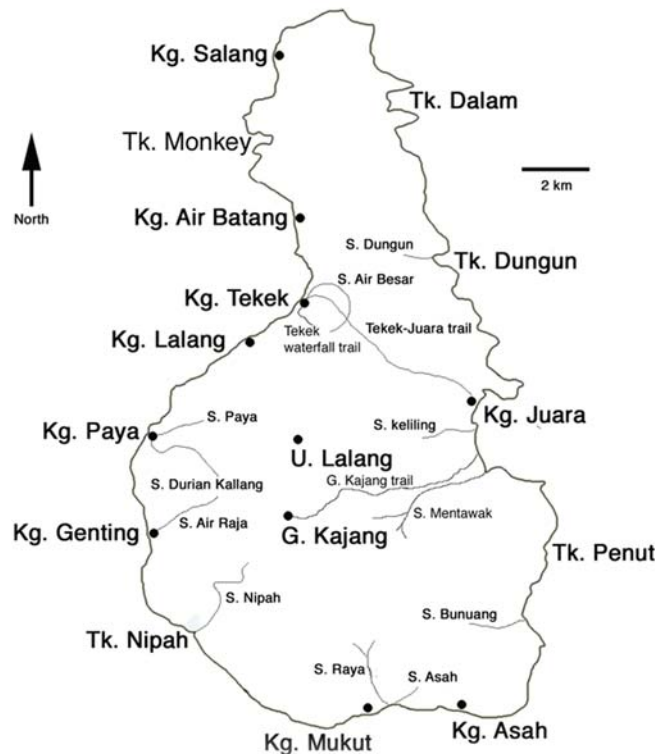 Kg. Salang
Tk. Dalam
Tk. Monkey
2 km
North
Kg. Air Batang
S. Dungun
Tk. Dungun
S. Air Besar
Kg. Tekek
Tekek
waterfall trail
Tekek-Juara trail
Kg. Lalang
Kg. Juara
S. Paya
S. keliling
Kg. Paya
U. Lalang
G. Kajang trail
S. Durian Kallang
S. Mentawak
S. Air Raja
Kg. Genting
G. Kajang
Tk. Penut
S. Nipah
S. Bunuang
Tk. Nipah
S. Raya
S. Asah
Kg. Asah
Kg. Mukut